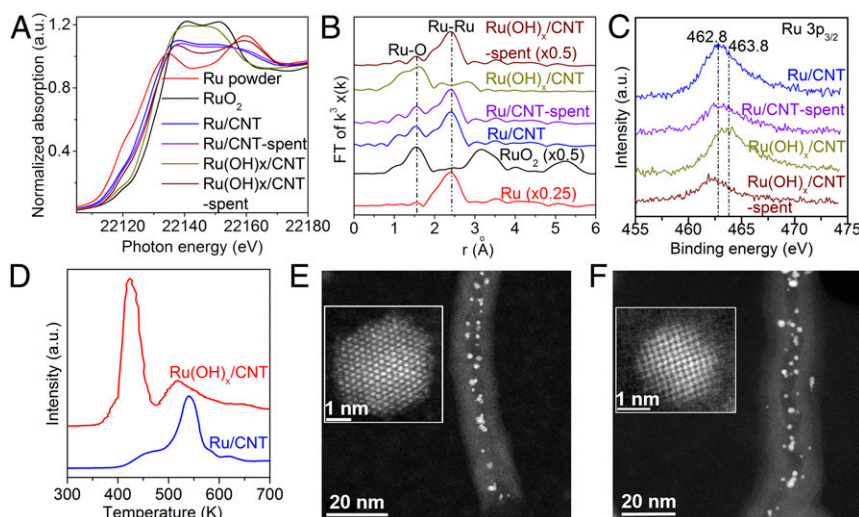 A
Normalized absorption (a.u.)
1.2
0.8
0.4
Ru powder
RuO2
Ru/CNT
Ru/CNT-spent
Ru(OH)x/CNT
Ru(OH)x/CNT
-spent
22120 22140 22160 22180
Photon energy (eV)
B
FT of k3 x(k)
Ru-O
Ru-Ru
Ru(OH)x/CNT
-spent (x0.5)
Ru(OH)x/CNT
Ru/CNT-spent
Ru/CNT
RuO2 (x0.5)
Ru (x0.25)
0 1 2 3 4 5 6
r (Å)
C
Intensity (a.u.)
Ru 3p3/2
462.8
463.8
Ru/CNT
Ru/CNT-spent
Ru(OH)x/CNT
Ru(OH)x/CNT
-spent
455 460 465 470 475
Binding energy (eV)
D
Intensity (a.u.)
Ru(OH)x/CNT
Ru/CNT
300 400 500 600 700
Temperature (K)
E
1 nm
20 nm
F
1 nm
20 nm